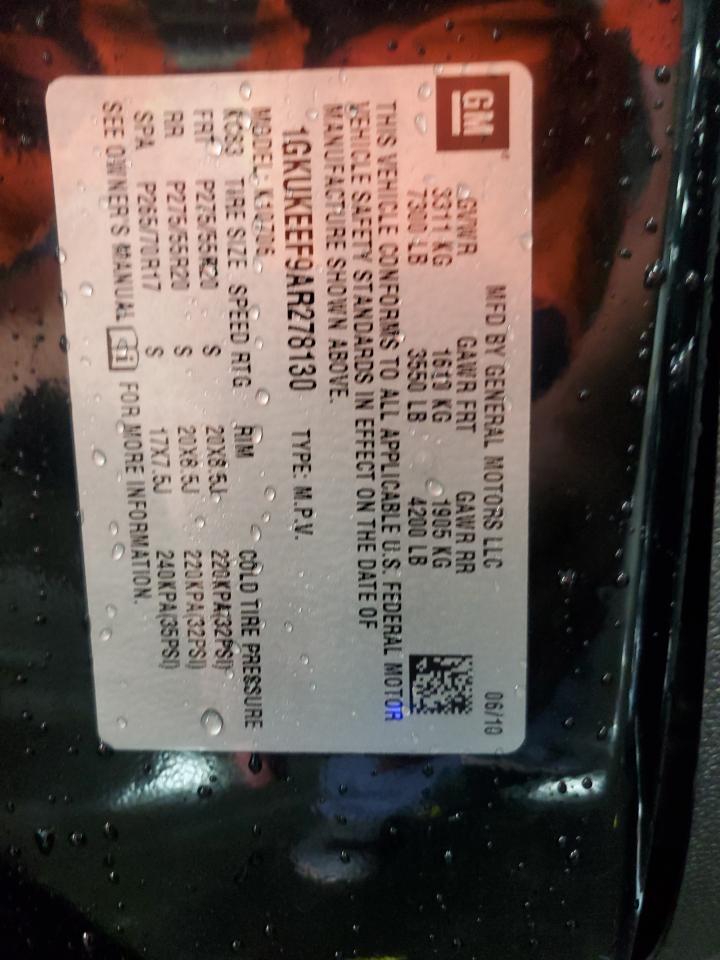 GM
MFD BY GENERAL MOTORS LLC 06/10
GVWR GAWR FRT GAWR RR
3311 KG 1610 KG 1905 KG
7300 LB 3550 LB 4200 LB
THIS VEHICLE CONFORMS TO ALL APPLICABLE U.S. FEDERAL MOTOR
VEHICLE SAFETY STANDARDS IN EFFECT ON THE DATE OF
MANUFACTURE SHOWN ABOVE.
1GKUKEEF9AR278130 TYPE: M.P.V.
MODEL: K10706
TIRE SIZE SPEED RTG RIM COLD TIRE PRESSURE
FRT P275/55R20 S 20X8.5J 220KPA(32PSI)
RR P275/55R20 S 20X8.5J 220KPA(32PSI)
SPA P265/70R17 S 17X7.5J 240KPA(35PSI)
SEE OWNER'S MANUAL i FOR MORE INFORMATION.